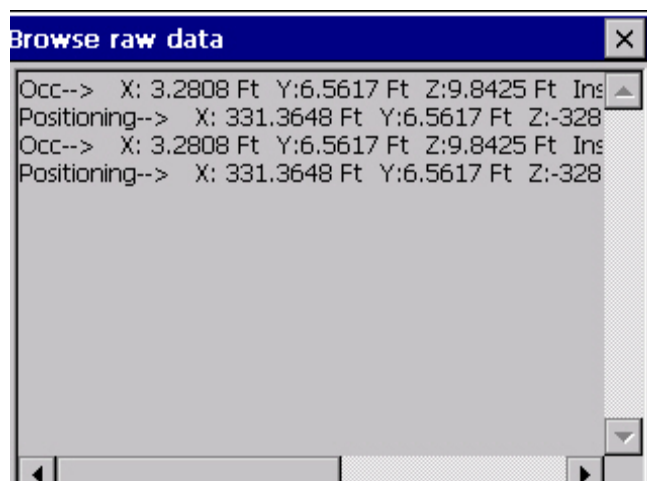 Browse raw data
Occ--> X: 3.2808 Ft Y:6.5617 Ft Z:9.8425 Ft Ins
Positioning--> X: 331.3648 Ft Y:6.5617 Ft Z:-328
Occ--> X: 3.2808 Ft Y:6.5617 Ft Z:9.8425 Ft Ins
Positioning--> X: 331.3648 Ft Y:6.5617 Ft Z:-328